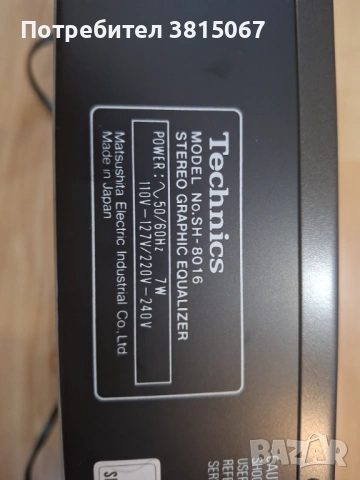 Потребител 3815067
Technics
MODEL No.SH-8016
STEREO GRAPHIC EQUALIZER
POWER: ∿50/60Hz 7W
110V-127V/220V-240V
Matsushita Electric Industrial Co., Ltd.
Made in Japan
BAZAR